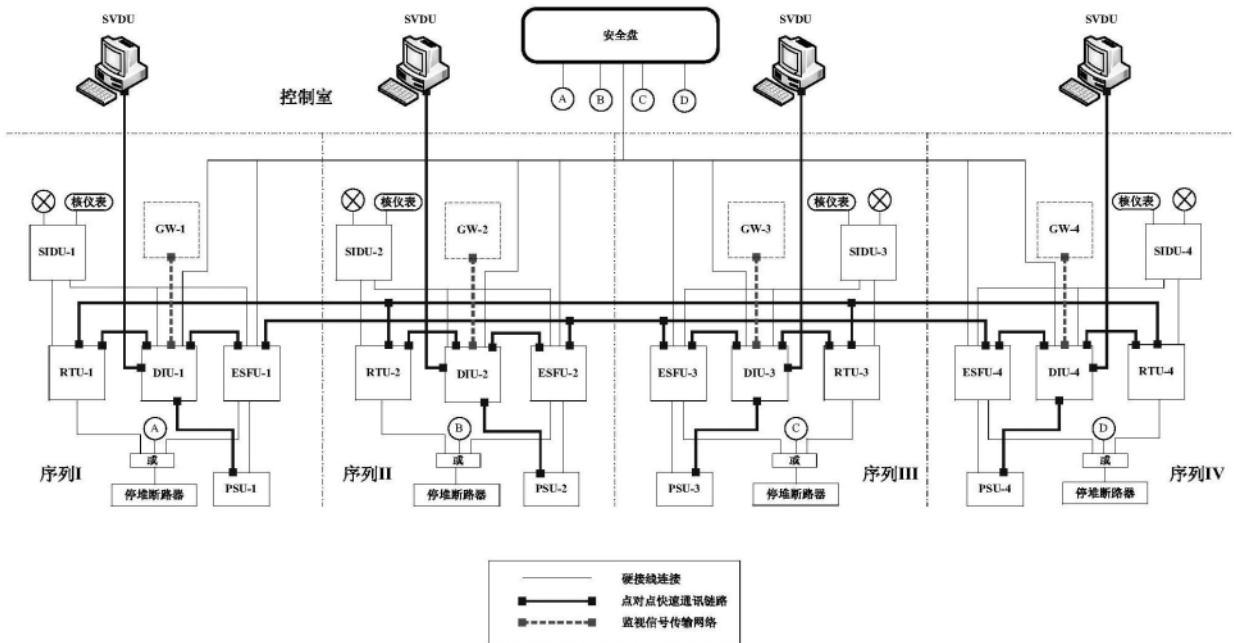 SVDU
SVDU
SVDU
SVDU
安全盘
A
B
C
D
控制室
核仪表
核仪表
核仪表
核仪表
SIDU-1
GW-1
SIDU-2
GW-2
GW-3
SIDU-3
GW-4
SIDU-4
RTU-1
DIU-1
ESFU-1
RTU-2
DIU-2
ESFU-2
ESFU-3
DIU-3
RTU-3
ESFU-4
DIU-4
RTU-4
A
B
C
D
或
或
或
或
序列I
序列II
序列III
序列IV
停堆断路器
PSU-1
停堆断路器
PSU-2
PSU-3
停堆断路器
PSU-4
停堆断路器
硬接线连接
点对点快速通讯链路
监视信号传输网络